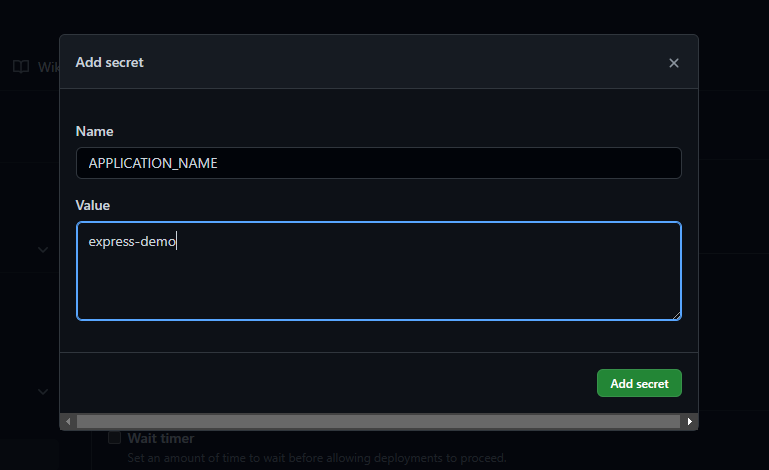 Add secret
Wik
Name
APPLICATION_NAME
Value
express-demo
Add secret
Wait timer
Set an amount of time to wait before allowing deployments to proceed.